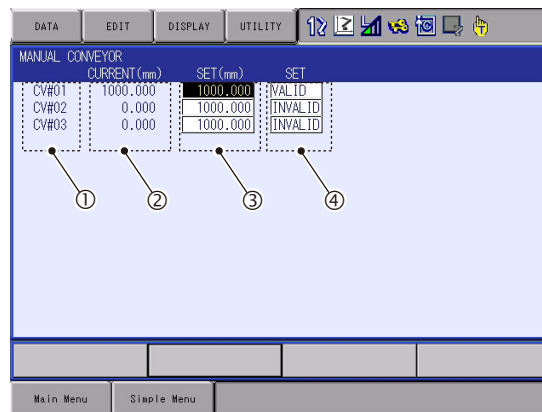 DATA EDIT DISPLAY UTILITY
MANUAL CONVEYOR
CURRENT(mm) SET(mm) SET
CV#01 1000.000 1000.000 VALID
CV#02 0.000 1000.000 INVALID
CV#03 0.000 1000.000 INVALID
① ② ③ ④
Main Menu Simple Menu